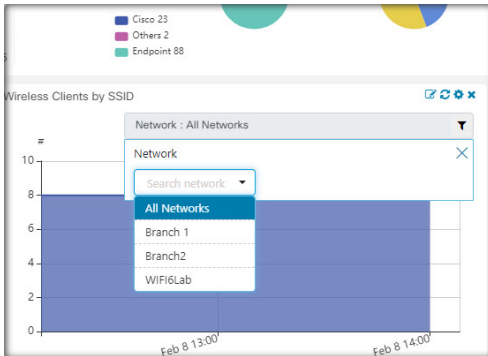 Cisco 23
Others 2
Endpoint 88
Wireless Clients by SSID
Network : All Networks
#
Network
Search network
All Networks
Branch 1
Branch2
WIFI6Lab
10
8
6
4
2
0
Feb 8 13:00
Feb 8 14:00